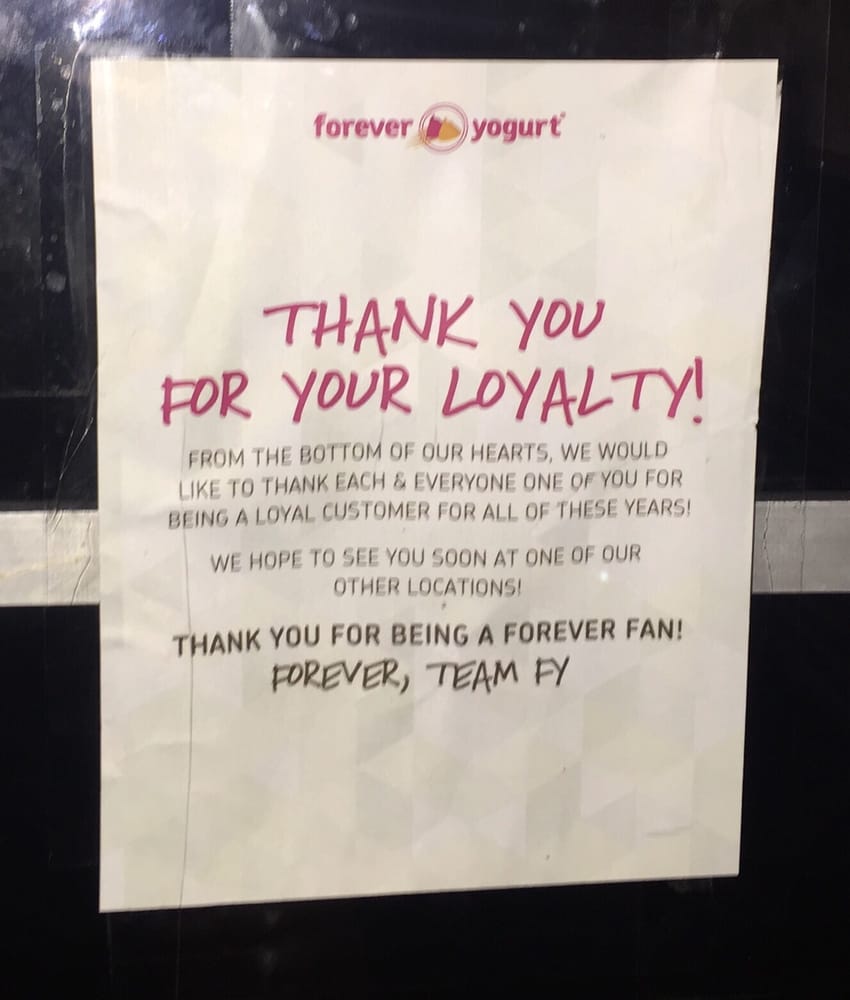 forever yogurt
THANK YOU
FOR YOUR LOYALTY!
FROM THE BOTTOM OF OUR HEARTS, WE WOULD
LIKE TO THANK EACH & EVERYONE ONE OF YOU FOR
BEING A LOYAL CUSTOMER FOR ALL OF THESE YEARS!
WE HOPE TO SEE YOU SOON AT ONE OF OUR
OTHER LOCATIONS!
THANK YOU FOR BEING A FOREVER FAN!
FOREVER, TEAM FY